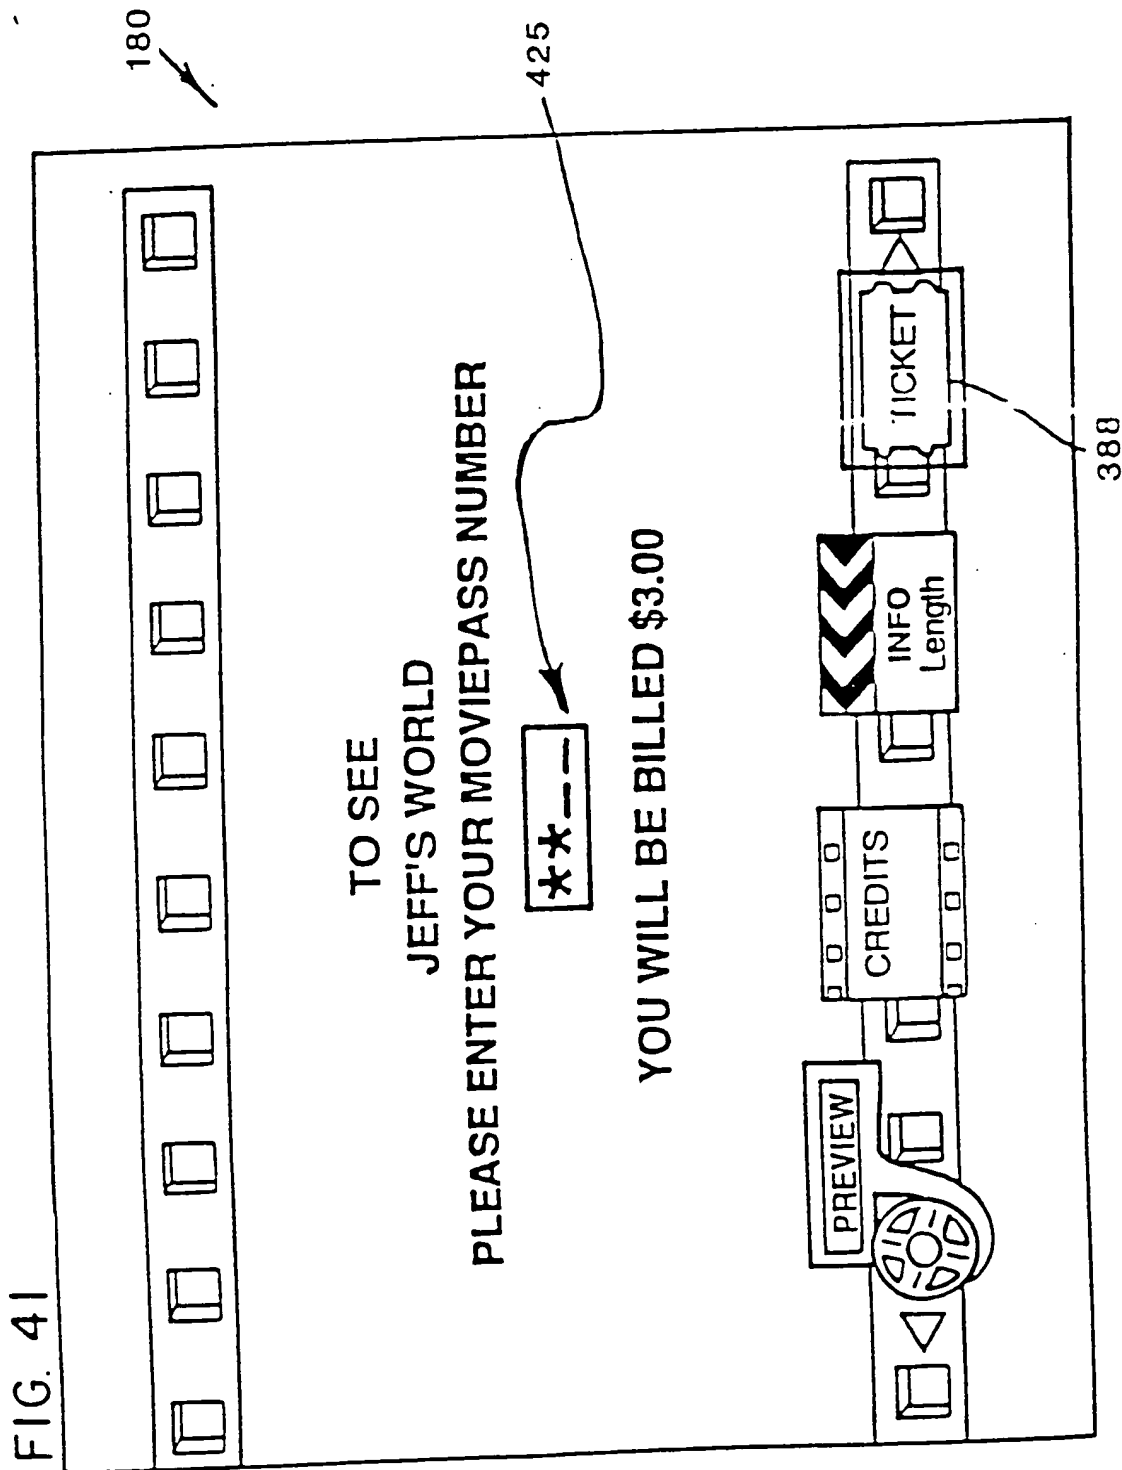 FIG. 41
180
TO SEE
JEFF'S WORLD
PLEASE ENTER YOUR MOVIEPASS NUMBER
425
**__
YOU WILL BE BILLED $3.00
PREVIEW
CREDITS
INFO
Length
TICKET
388